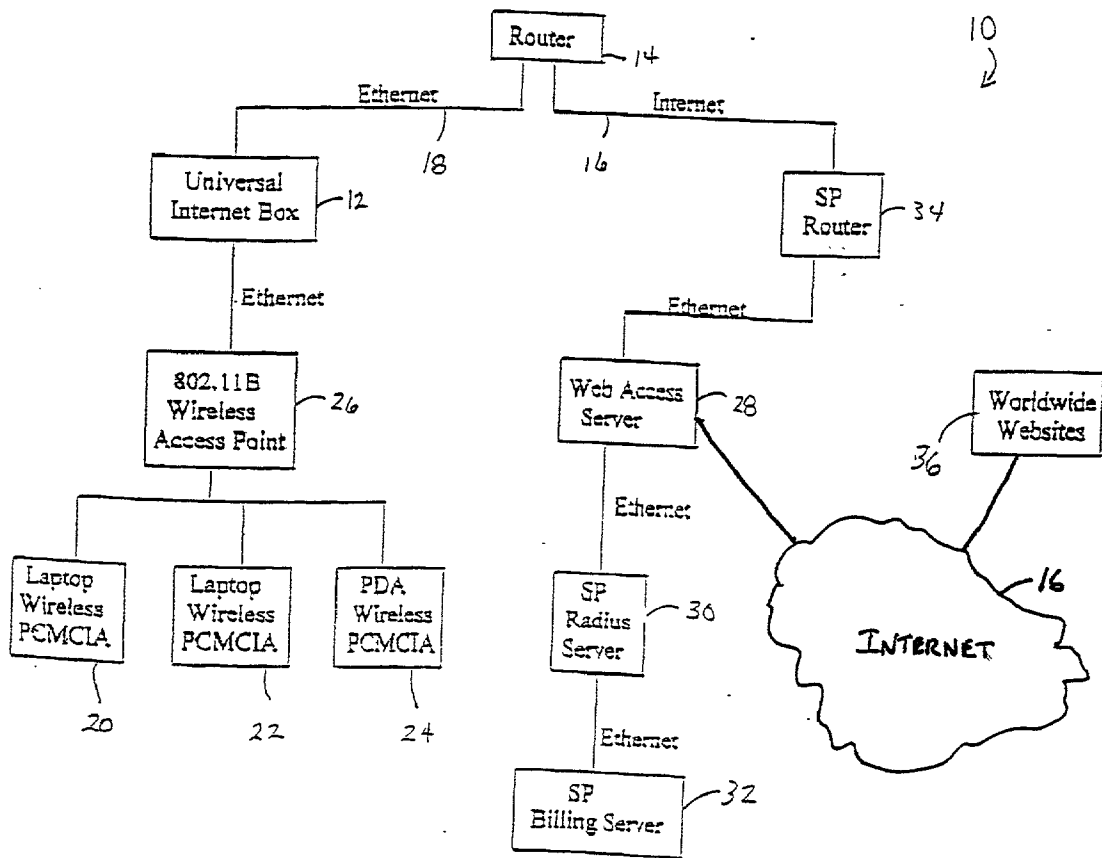 Router
14
10
Ethernet
Internet
18
16
Universal
Internet Box
12
SP
Router
34
Ethernet
Ethernet
802.11B
Wireless
Access Point
26
Web Access
Server
28
Worldwide
Websites
36
Ethernet
Laptop
Wireless
PCMCIA
20
Laptop
Wireless
PCMCIA
22
PDA
Wireless
PCMCIA
24
SP
Radius
Server
30
16
INTERNET
Ethernet
SP
Billing Server
32